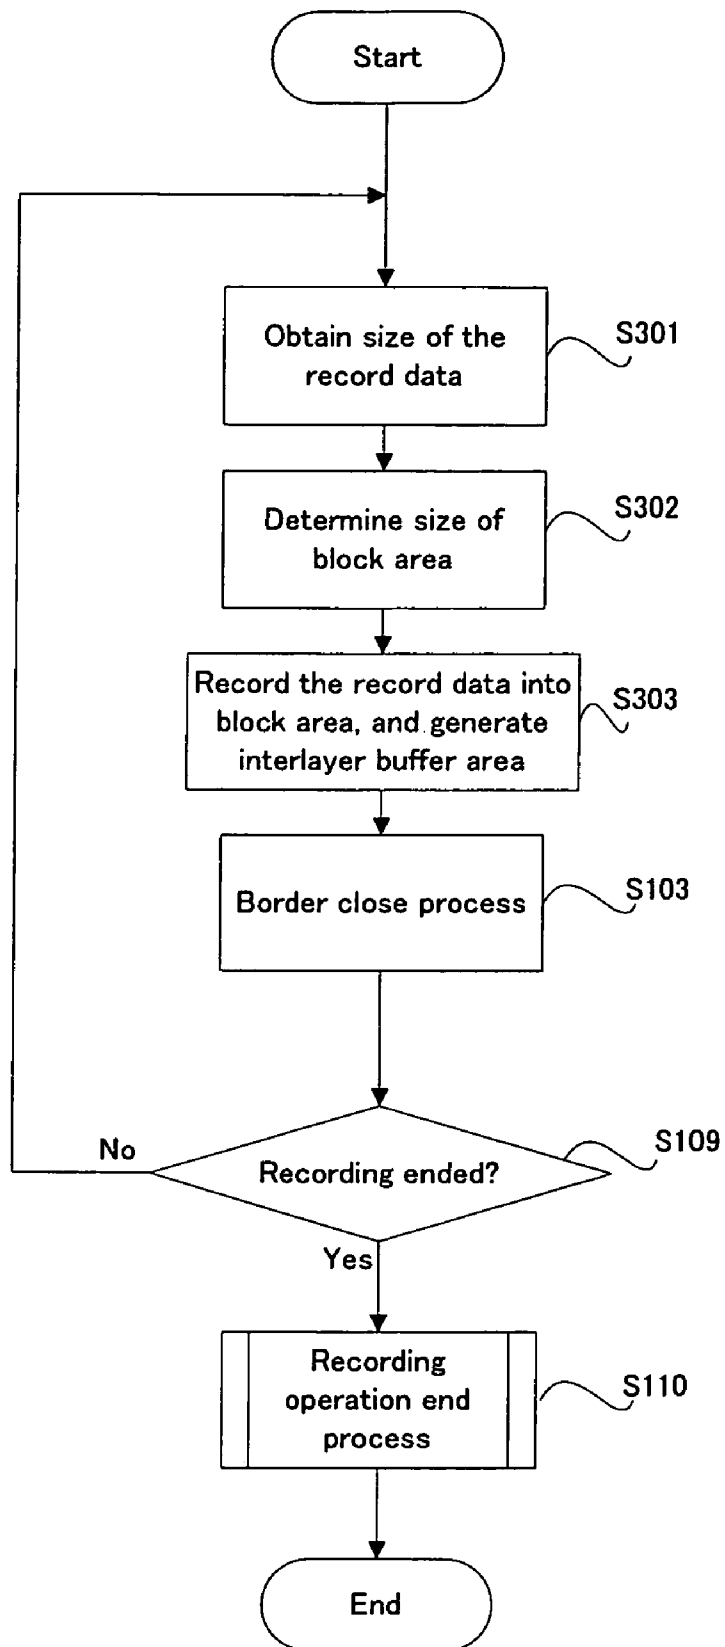 Start
Obtain size of the
record data
S301
Determine size of
block area
S302
Record the record data into
block area, and generate
interlayer buffer area
S303
Border close process
S103
No
Recording ended?
S109
Yes
Recording
operation end
process
S110
End